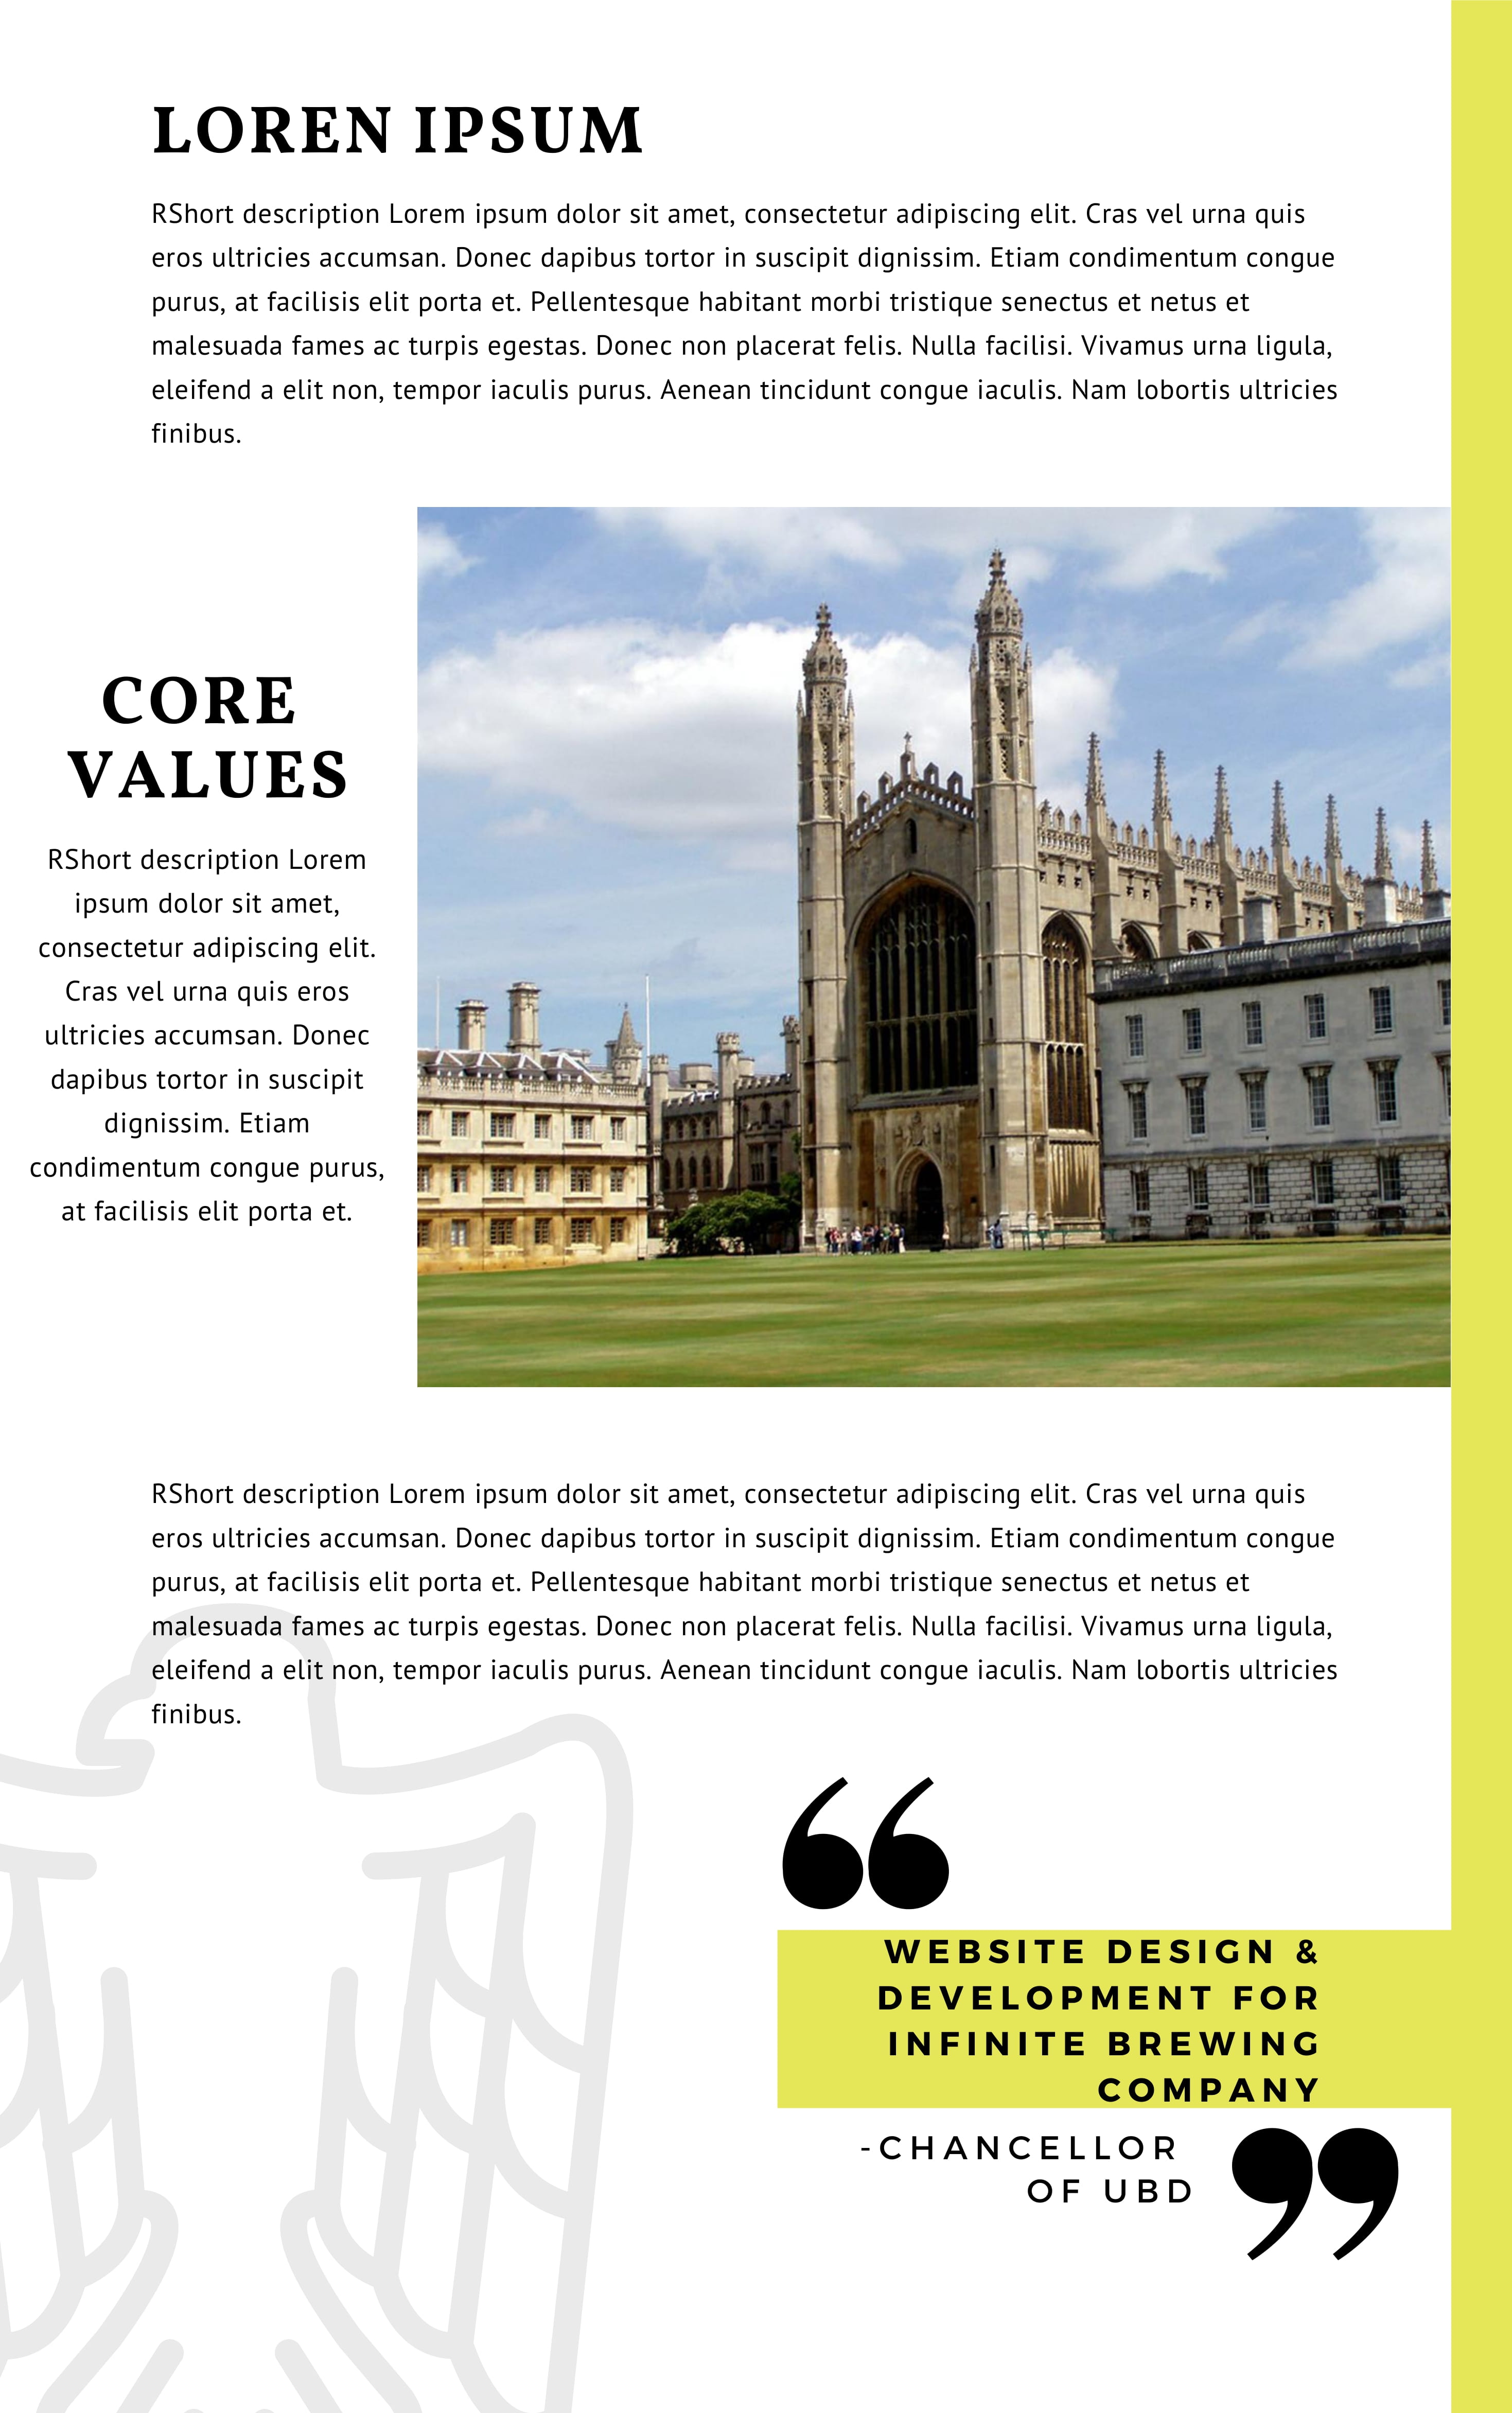 LOREN IPSUM
RShort description Lorem ipsum dolor sit amet, consectetur adipiscing elit. Cras vel urna quis
eros ultricies accumsan. Donec dapibus tortor in suscipit dignissim. Etiam condimentum congue
purus, at facilisis elit porta et. Pellentesque habitant morbi tristique senectus et netus et
malesuada fames ac turpis egestas. Donec non placerat felis. Nulla facilisi. Vivamus urna ligula,
eleifend a elit non, tempor iaculis purus. Aenean tincidunt congue iaculis. Nam lobortis ultricies
finibus.
CORE
VALUES
RShort description Lorem
ipsum dolor sit amet,
consectetur adipiscing elit.
Cras vel urna quis eros
ultricies accumsan. Donec
dapibus tortor in suscipit
dignissim. Etiam
condimentum congue purus,
at facilisis elit porta et.
RShort description Lorem ipsum dolor sit amet, consectetur adipiscing elit. Cras vel urna quis
eros ultricies accumsan. Donec dapibus tortor in suscipit dignissim. Etiam condimentum congue
purus, at facilisis elit porta et. Pellentesque habitant morbi tristique senectus et netus et
malesuada fames ac turpis egestas. Donec non placerat felis. Nulla facilisi. Vivamus urna ligula,
eleifend a elit non, tempor iaculis purus. Aenean tincidunt congue iaculis. Nam lobortis ultricies
finibus.
“
WEBSITE DESIGN &
DEVELOPMENT FOR
INFINITE BREWING
COMPANY
-CHANCELLOR
OF UBD
”